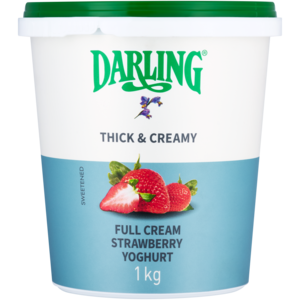 DARLING®
THICK & CREAMY
SWEETENED
FULL CREAM
STRAWBERRY
YOGHURT
1kg